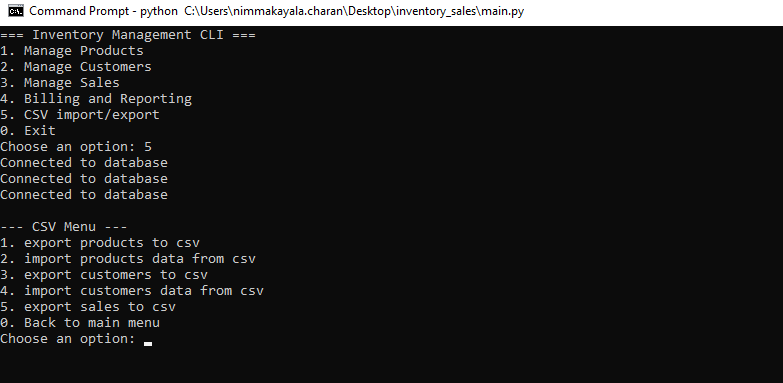 Command Prompt - python  C:\Users\nimmakayala.charan\Desktop\inventory_sales\main.py
=== Inventory Management CLI ===
1. Manage Products
2. Manage Customers
3. Manage Sales
4. Billing and Reporting
5. CSV import/export
0. Exit
Choose an option: 5
Connected to database
Connected to database
Connected to database
--- CSV Menu ---
1. export products to csv
2. import products data from csv
3. export customers to csv
4. import customers data from csv
5. export sales to csv
0. Back to main menu
Choose an option: